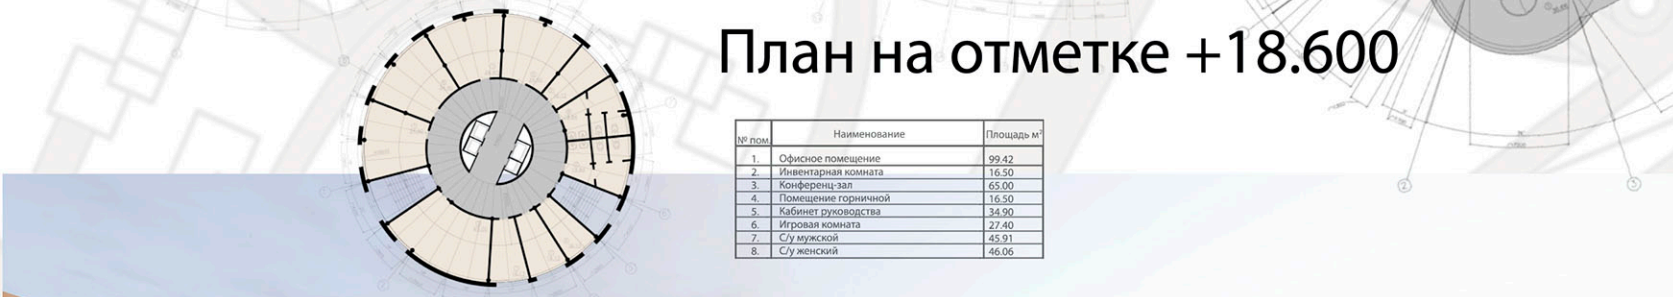 План на отметке +18.600
№ пом. Наименование Площадь м²
1. Офисное помещение 99.42
2. Инвентарная комната 16.50
3. Конференц-зал 65.00
4. Помещение горничной 16.50
5. Кабинет руководства 34.90
6. Игровая комната 27.40
7. С/у мужской 45.91
8. С/у женский 46.06